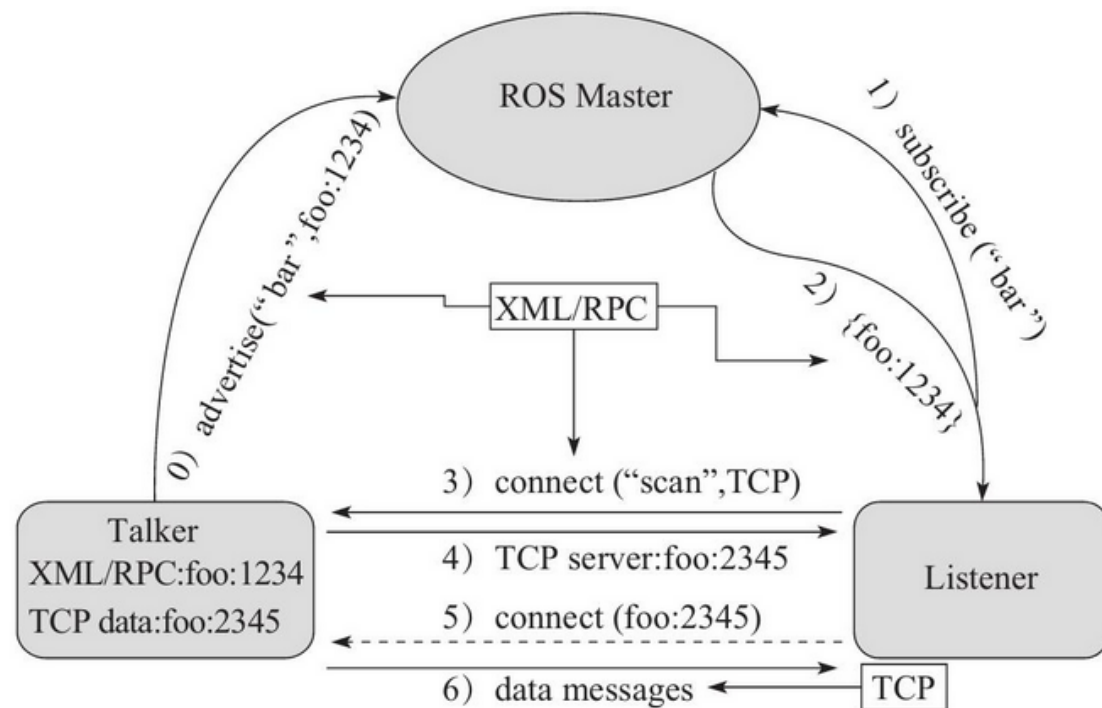 ROS Master
0）advertise(“bar”,foo:1234)
1）subscribe (“bar”)
2）{foo:1234}
XML/RPC
3）connect (“scan”,TCP)
4）TCP server:foo:2345
5）connect (foo:2345)
6）data messages
TCP
Talker
XML/RPC:foo:1234
TCP data:foo:2345
Listener